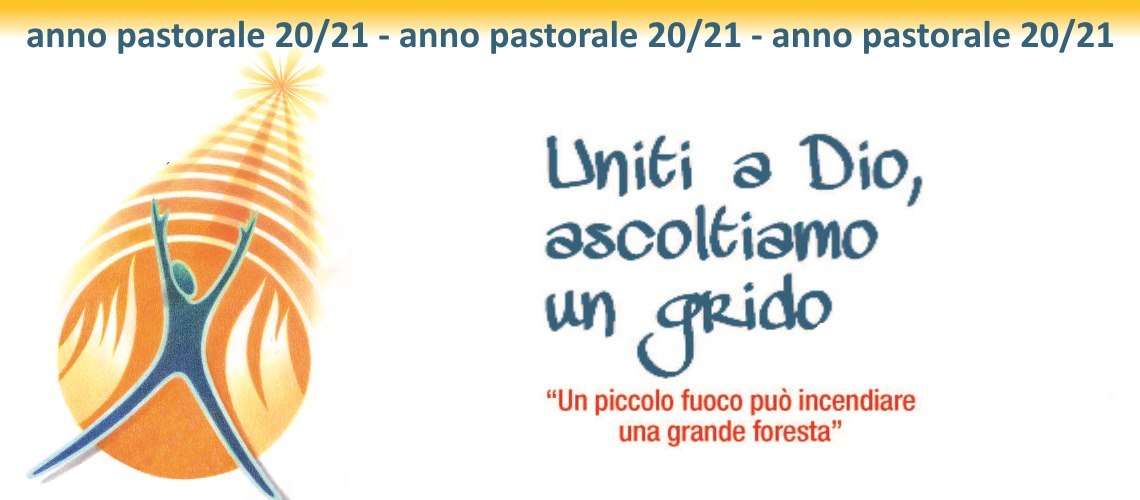 anno pastorale 20/21 - anno pastorale 20/21 - anno pastorale 20/21
Uniti a Dio,
ascoltiamo
un grido
“Un piccolo fuoco può incendiare
una grande foresta”